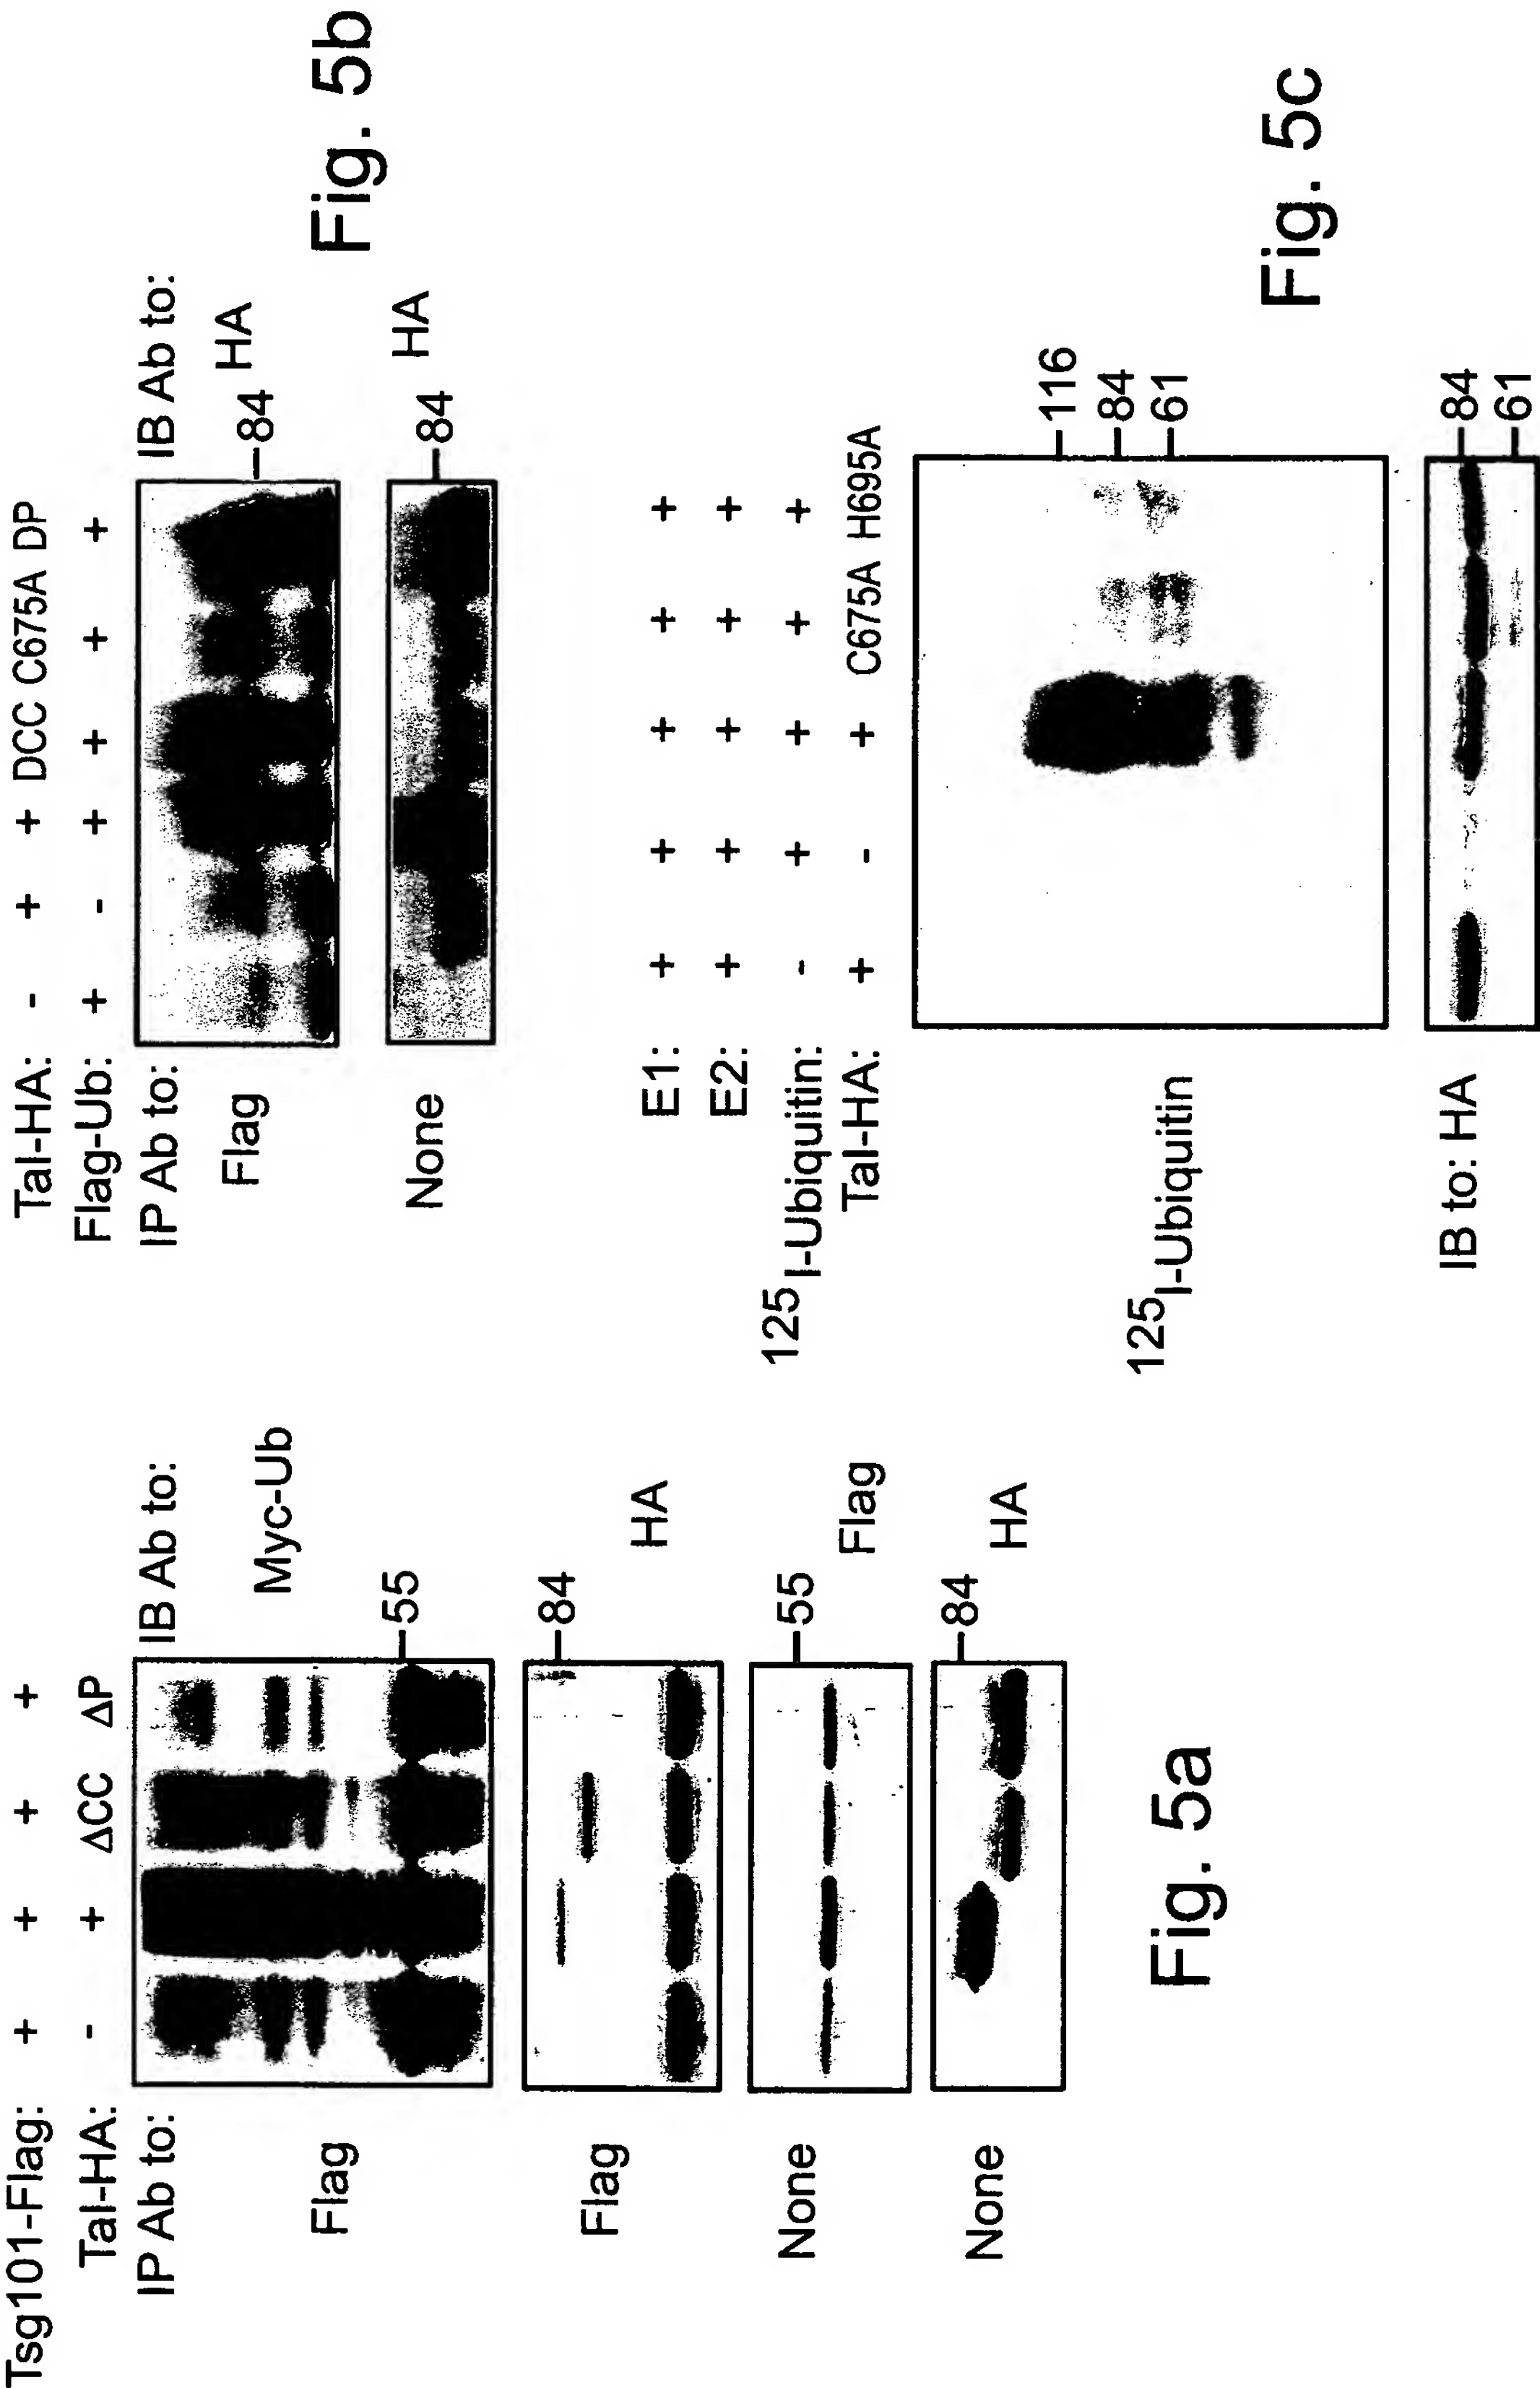 Tsg101-Flag: + + + +
Tal-HA: - + ΔCC ΔP
IP Ab to: IB Ab to:
Flag Myc-Ub
-55
Flag -84 HA
None -55 Flag
None -84 HA
Fig. 5a
Tal-HA: - + + DCC C675A DP
Flag-Ub: + - + + + +
IP Ab to: IB Ab to:
Flag -84 HA
None -84 HA
Fig. 5b
E1: + + + + +
E2: + + + + +
125I-Ubiquitin: - + + + +
Tal-HA: + - + C675A H695A
125I-Ubiquitin
-116
-84
-61
IB to: HA -84
-61
Fig. 5c